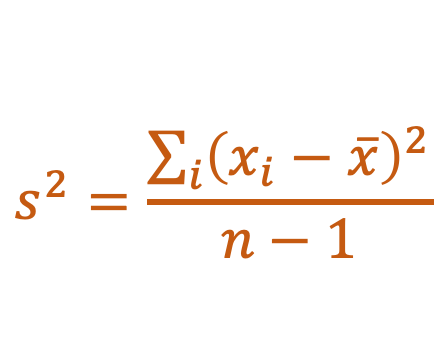 s² = ∑ᵢ(xᵢ − x̄)² / (n − 1)